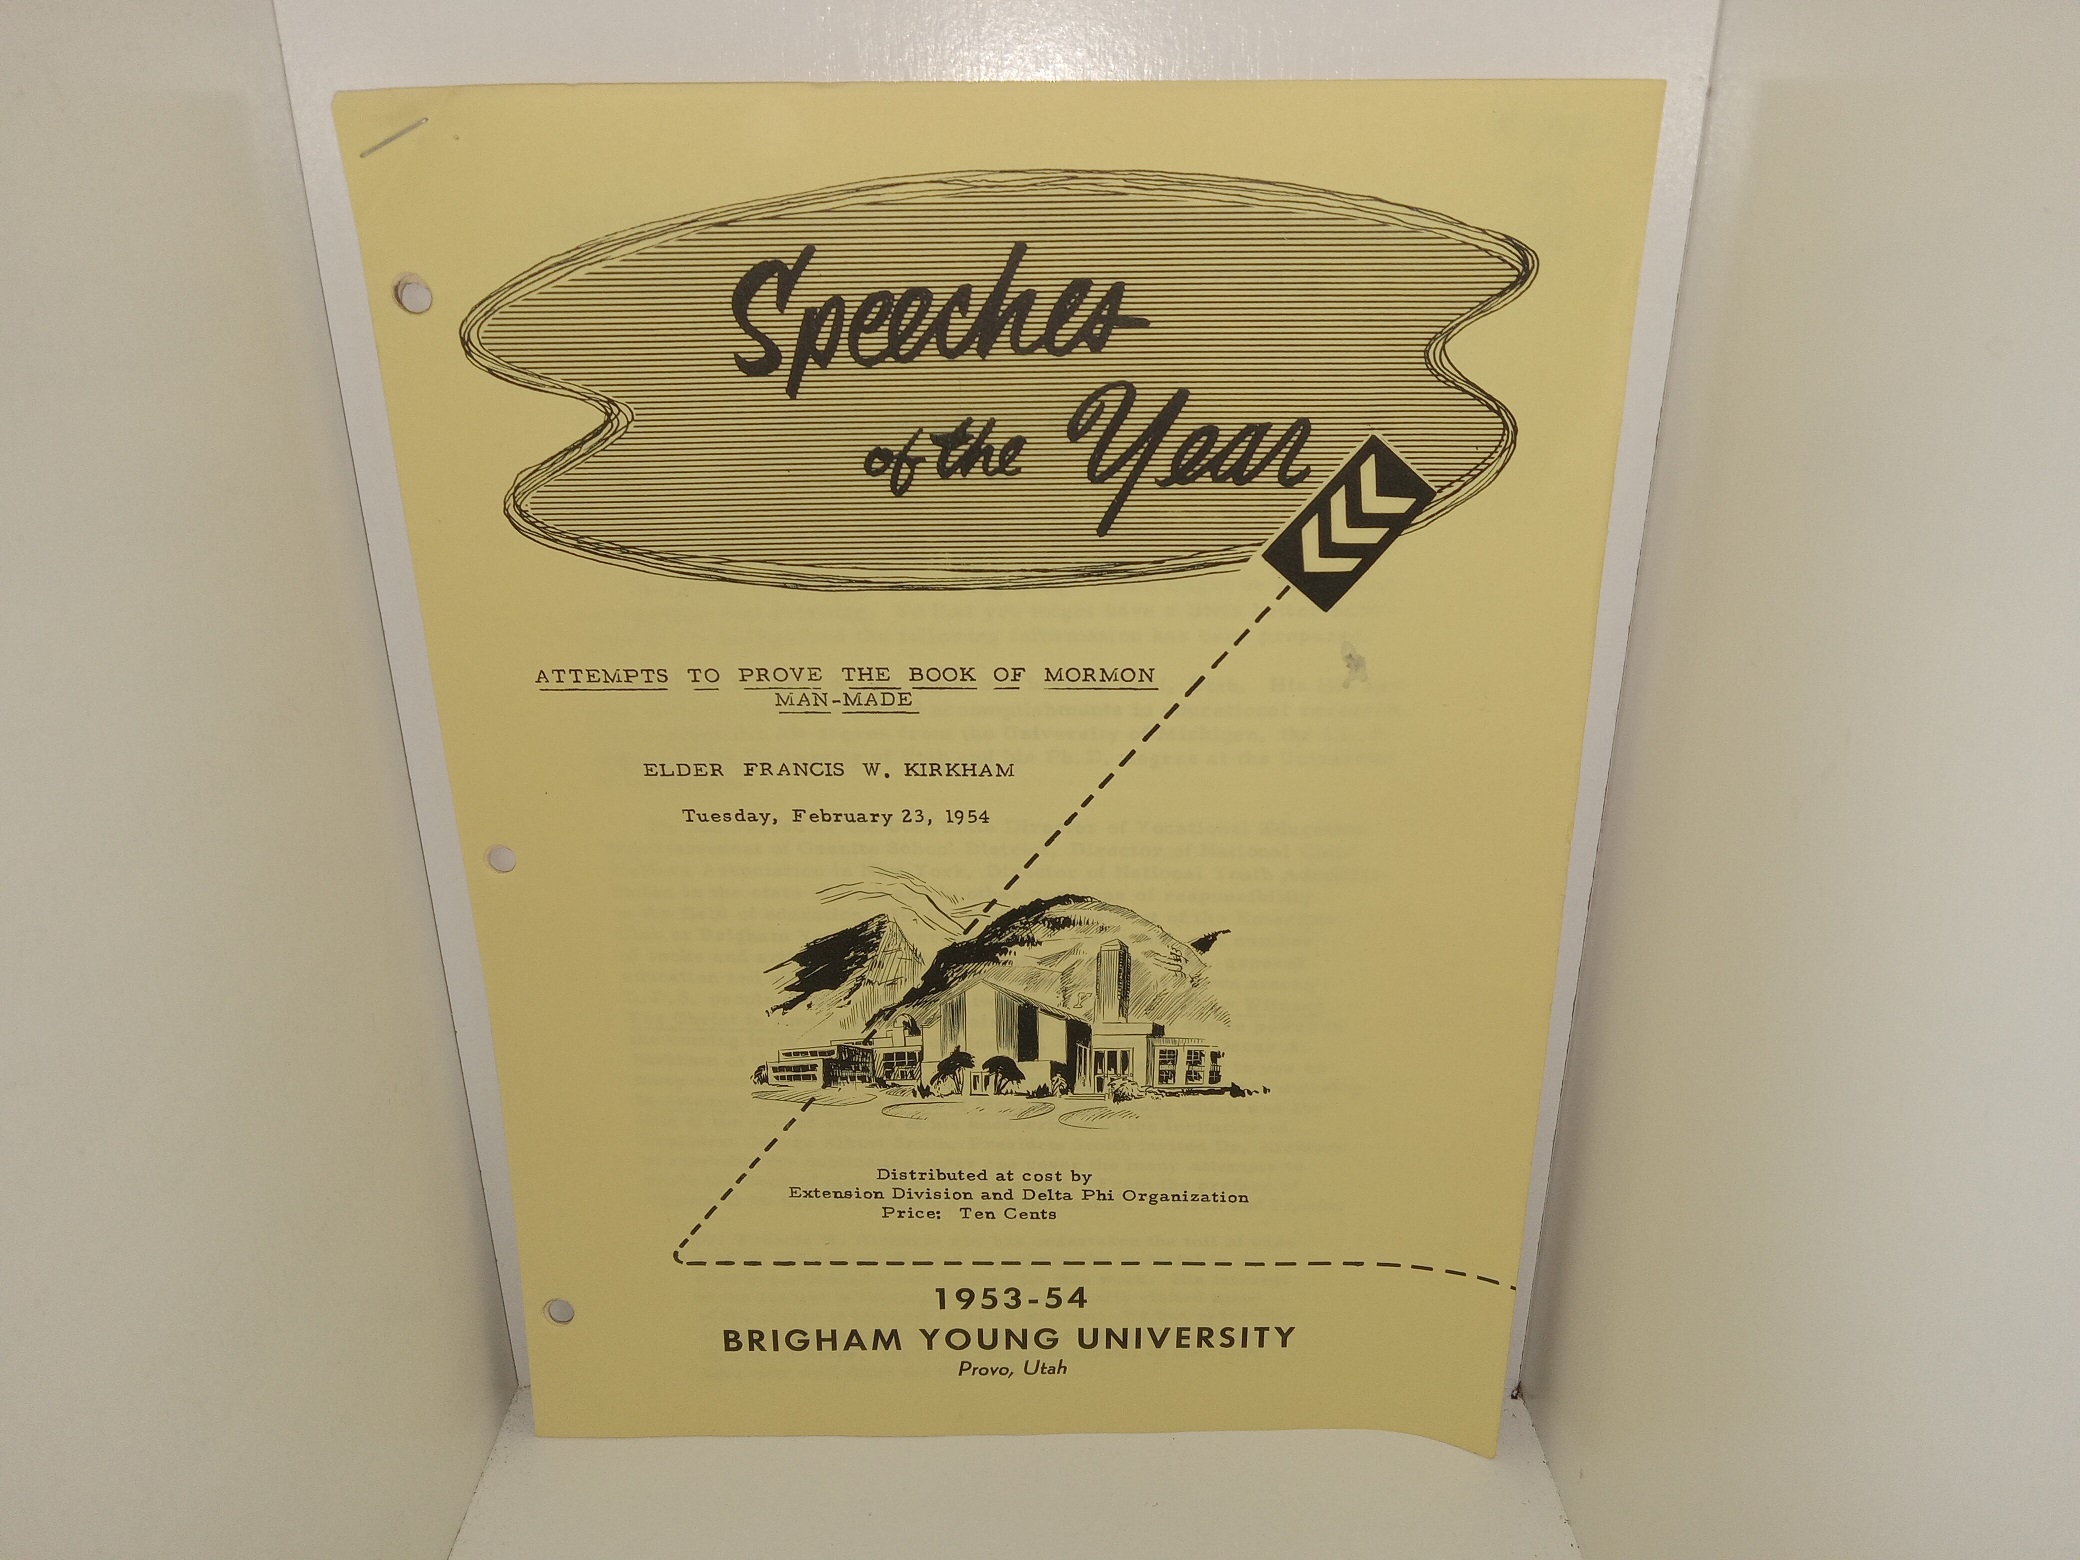 Speeches
of the Year
ATTEMPTS TO PROVE THE BOOK OF MORMON
MAN-MADE
ELDER FRANCIS W. KIRKHAM
Tuesday, February 23, 1954
Y
Distributed at cost by
Extension Division and Delta Phi Organization
Price: Ten Cents
1953-54
BRIGHAM YOUNG UNIVERSITY
Provo, Utah